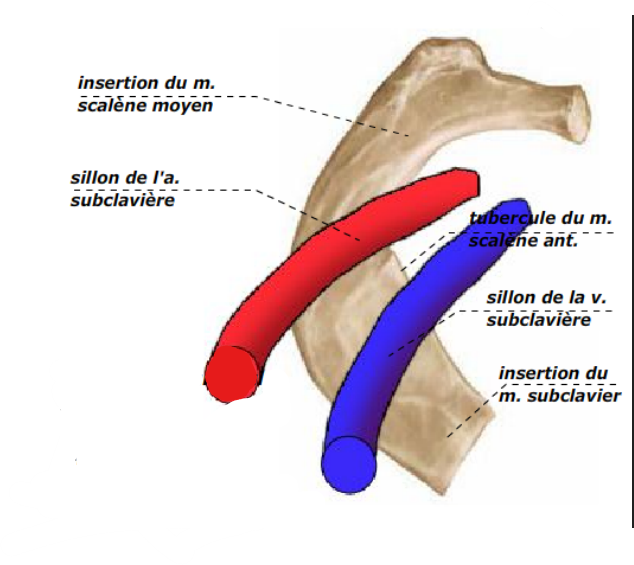 insertion du m.
scalène moyen
sillon de l'a.
subclavière
tubercule du m.
scalène ant.
sillon de la v.
subclavière
insertion du
m. subclavier